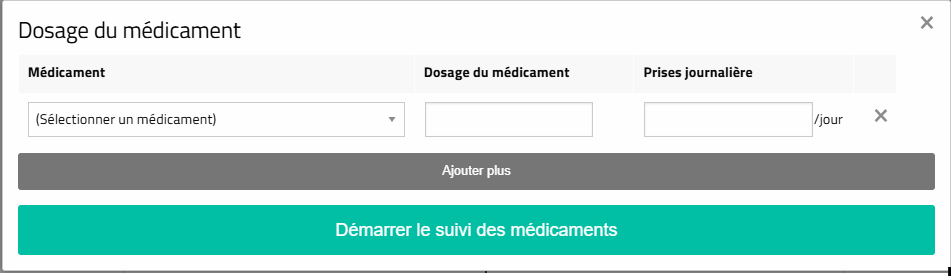 Dosage du médicament
Médicament Dosage du médicament Prises journalière
(Sélectionner un médicament) /jour
Ajouter plus
Démarrer le suivi des médicaments